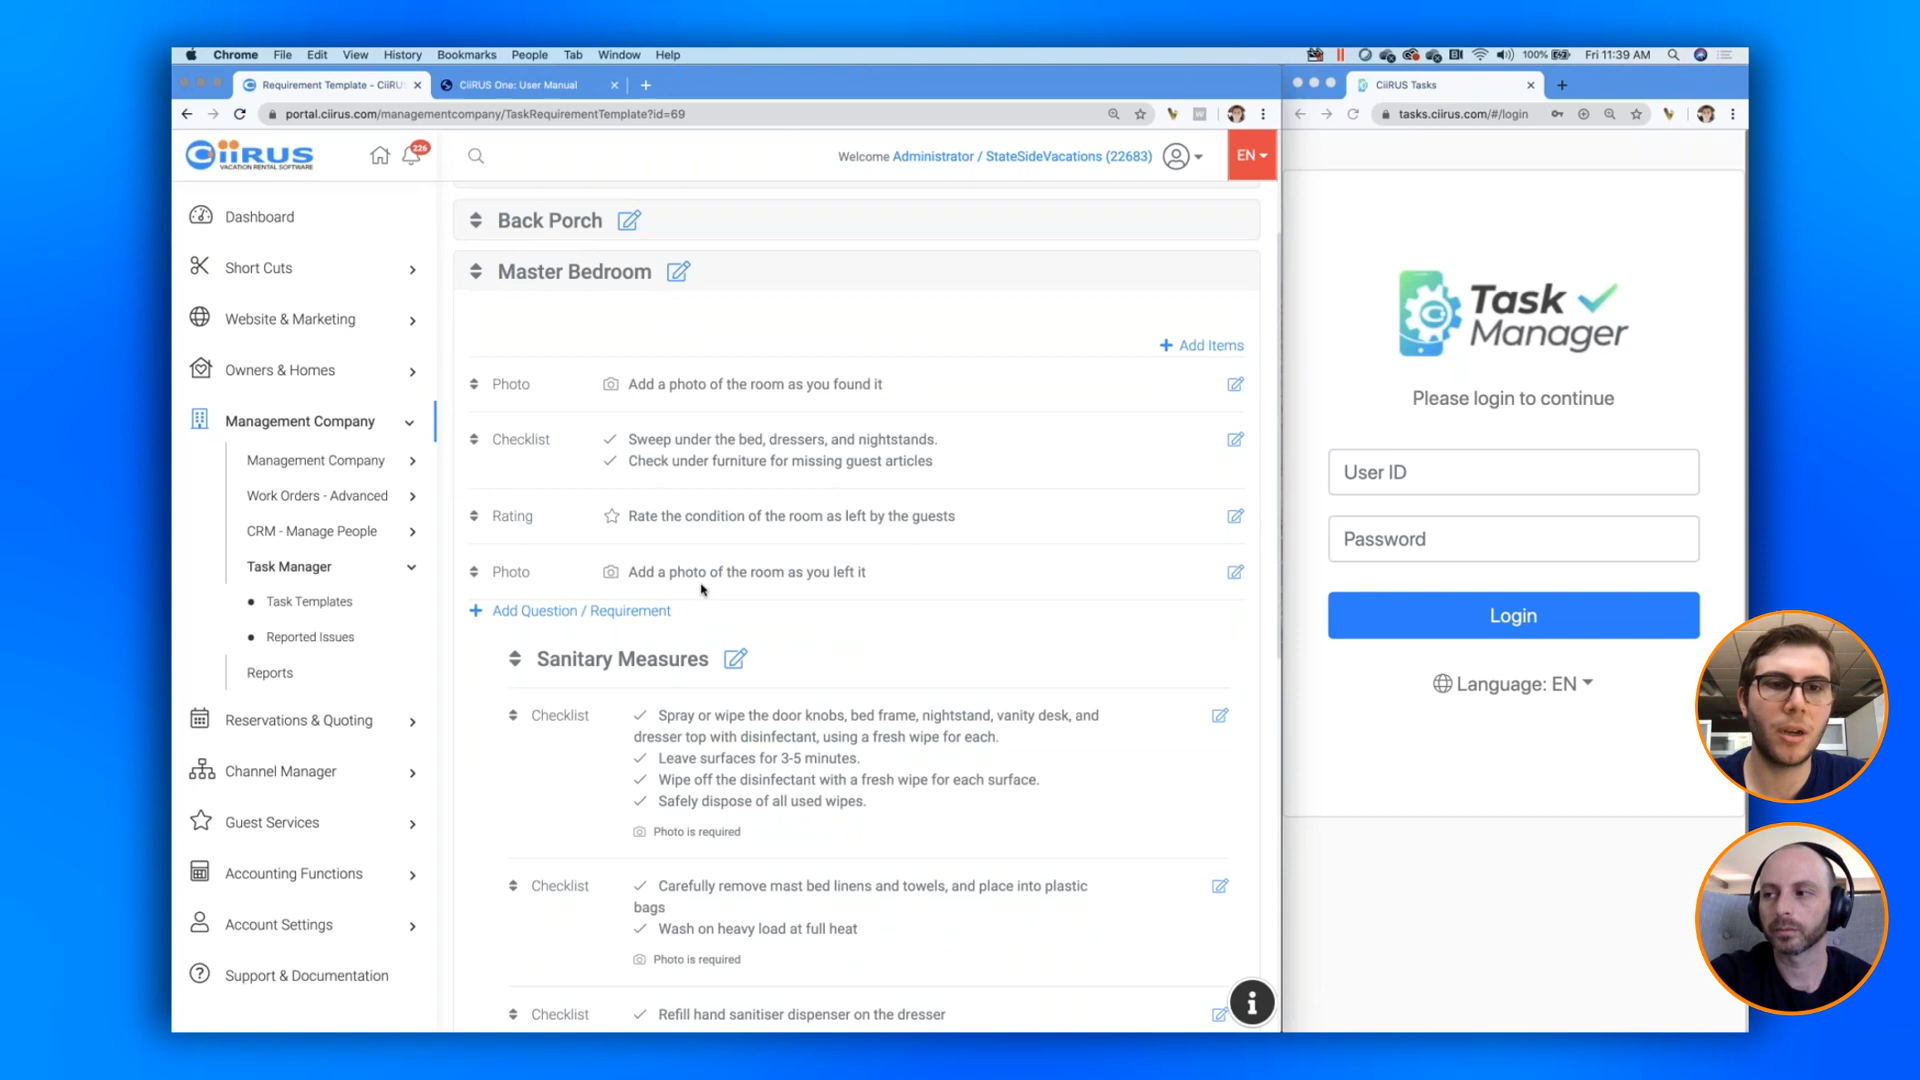 Chrome File Edit View History Bookmarks People Tab Window Help
100% Fri 11:39 AM
Requirement Template - CiiRUS
CiiRUS One: User Manual
CiiRUS Tasks
portal.ciirus.com/managementcompany/TaskRequirementTemplate?id=69
tasks.ciirus.com/#/login
CiiRUS
VACATION RENTAL SOFTWARE
226
Welcome Administrator / StateSideVacations (22683)
EN
Dashboard
Short Cuts
Website & Marketing
Owners & Homes
Management Company
Management Company
Work Orders - Advanced
CRM - Manage People
Task Manager
Task Templates
Reported Issues
Reports
Reservations & Quoting
Channel Manager
Guest Services
Accounting Functions
Account Settings
Support & Documentation
Back Porch
Master Bedroom
Add Items
Photo Add a photo of the room as you found it
Checklist Sweep under the bed, dressers, and nightstands.
Check under furniture for missing guest articles
Rating Rate the condition of the room as left by the guests
Photo Add a photo of the room as you left it
Add Question / Requirement
Sanitary Measures
Checklist Spray or wipe the door knobs, bed frame, nightstand, vanity desk, and
dresser top with disinfectant, using a fresh wipe for each.
Leave surfaces for 3-5 minutes.
Wipe off the disinfectant with a fresh wipe for each surface.
Safely dispose of all used wipes.
Photo is required
Checklist Carefully remove mast bed linens and towels, and place into plastic
bags
Wash on heavy load at full heat
Photo is required
Checklist Refill hand sanitiser dispenser on the dresser
Task
Manager
Please login to continue
User ID
Password
Login
Language: EN